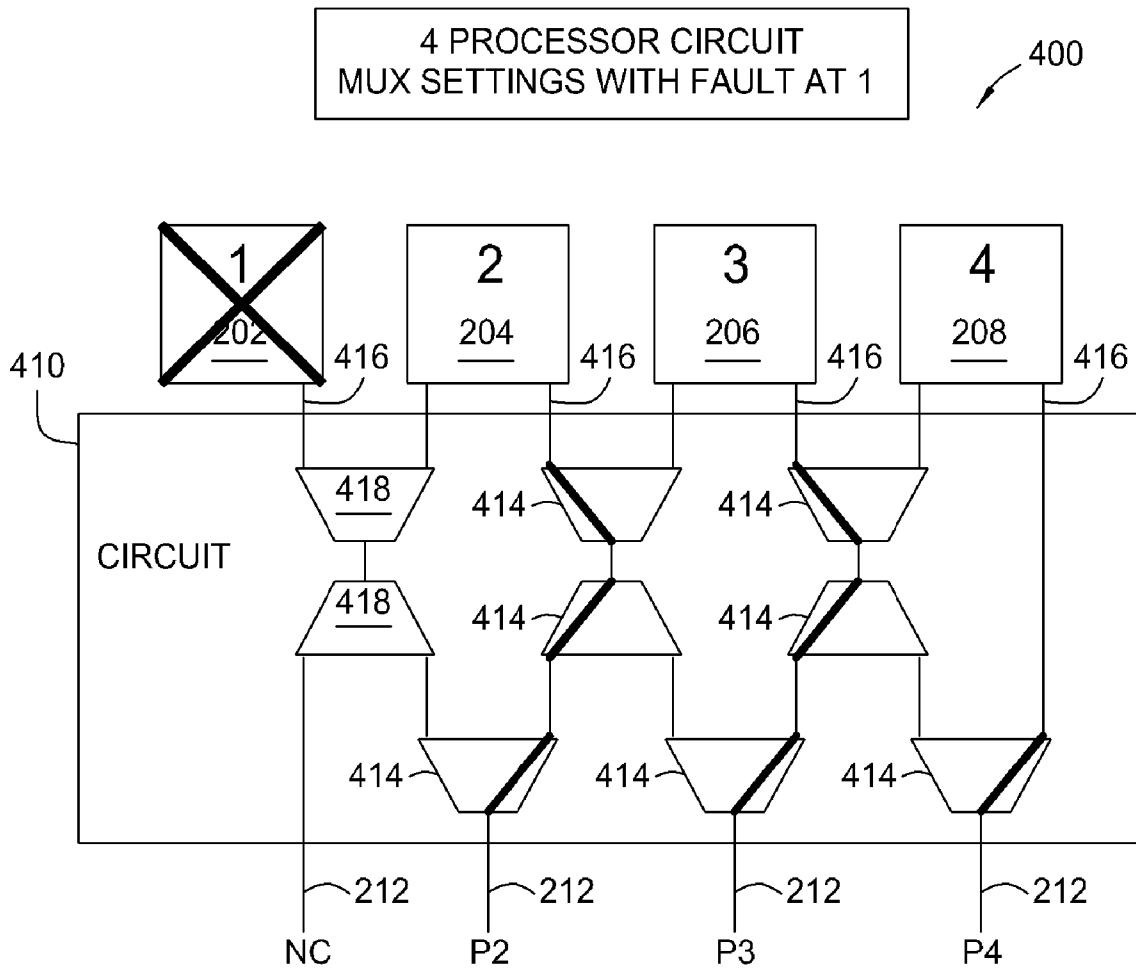 4 PROCESSOR CIRCUIT
MUX SETTINGS WITH FAULT AT 1
400
1 2 3 4
202 204 206 208
410 416 416 416 416
418 414 414
CIRCUIT
418 414 414
414 414 414
212 212 212 212
NC P2 P3 P4